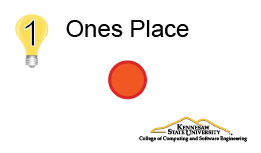 1 Ones Place
KENNESAW
STATE UNIVERSITY
College of Computing and Software Engineering